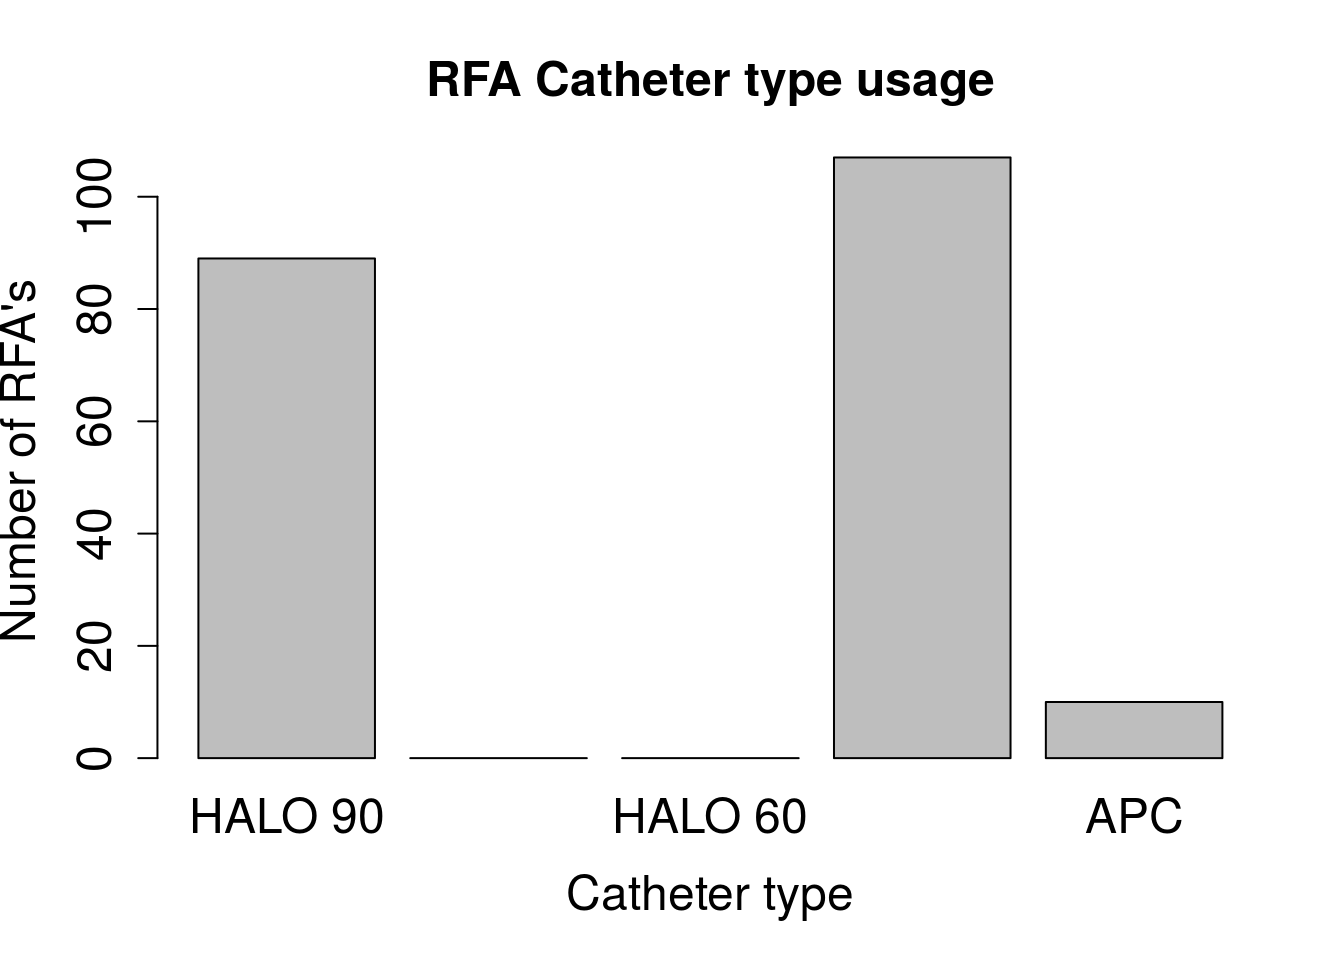 RFA Catheter type usage
Number of RFA's
100
80
60
40
20
0
HALO 90 HALO 60 APC
Catheter type